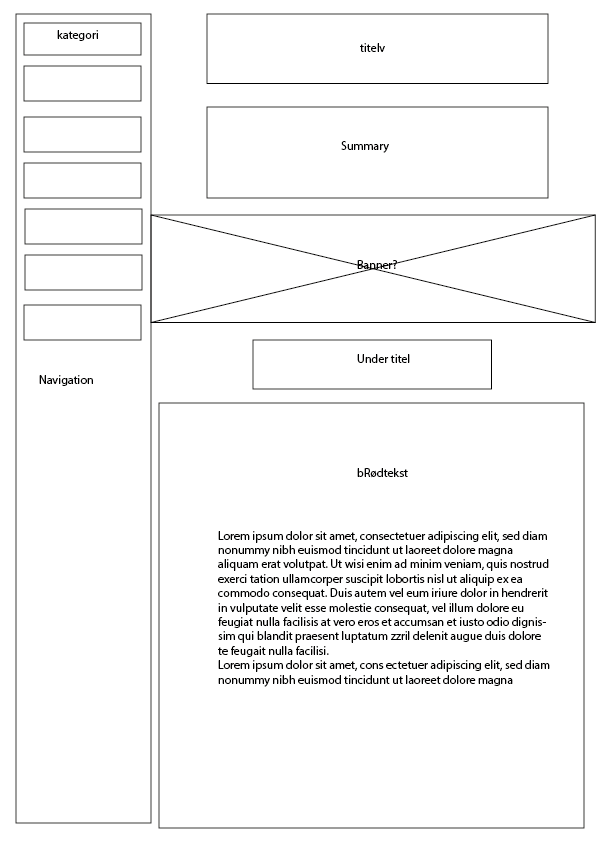 kategori
Navigation
titelv
Summary
Banner?
Under titel
bRødtekst
Lorem ipsum dolor sit amet, consectetuer adipiscing elit, sed diam
nonummy nibh euismod tincidunt ut laoreet dolore magna
aliquam erat volutpat. Ut wisi enim ad minim veniam, quis nostrud
exerci tation ullamcorper suscipit lobortis nisl ut aliquip ex ea
commodo consequat. Duis autem vel eum iriure dolor in hendrerit
in vulputate velit esse molestie consequat, vel illum dolore eu
feugiat nulla facilisis at vero eros et accumsan et iusto odio dignis-
sim qui blandit praesent luptatum zzril delenit augue duis dolore
te feugait nulla facilisi.
Lorem ipsum dolor sit amet, cons ectetuer adipiscing elit, sed diam
nonummy nibh euismod tincidunt ut laoreet dolore magna